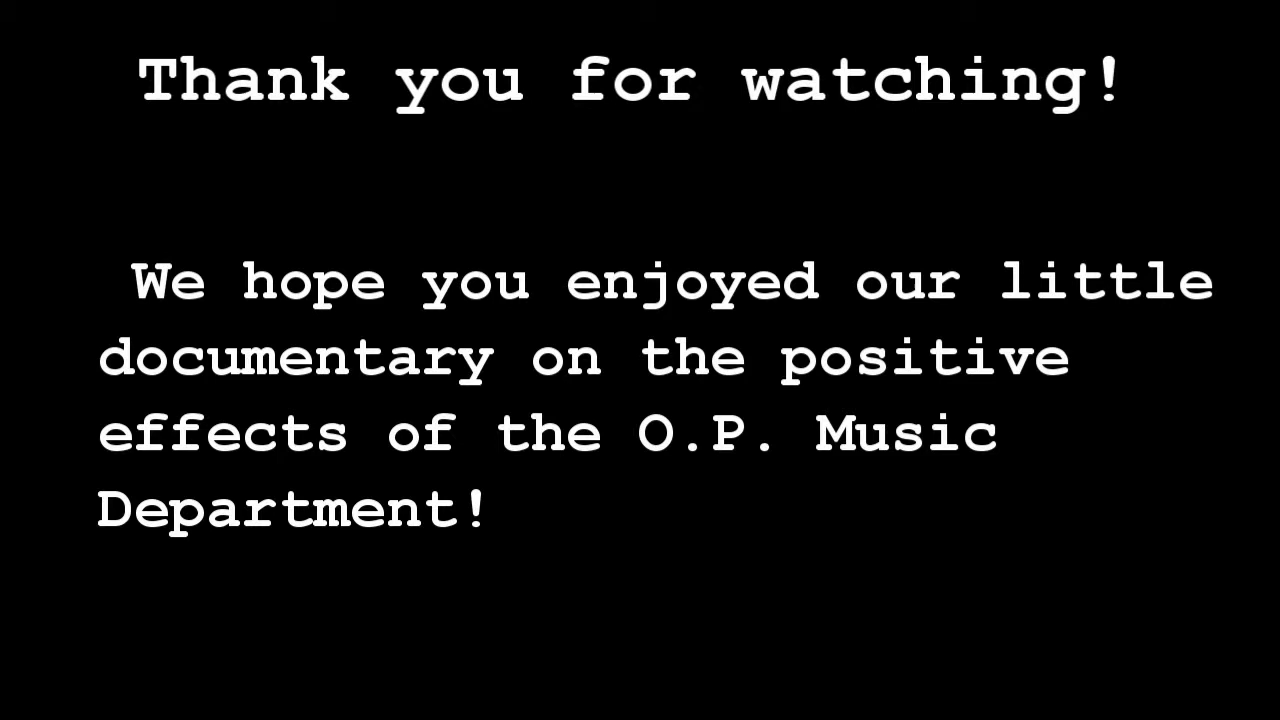 Thank you for watching!
We hope you enjoyed our little
documentary on the positive
effects of the O.P. Music
Department!